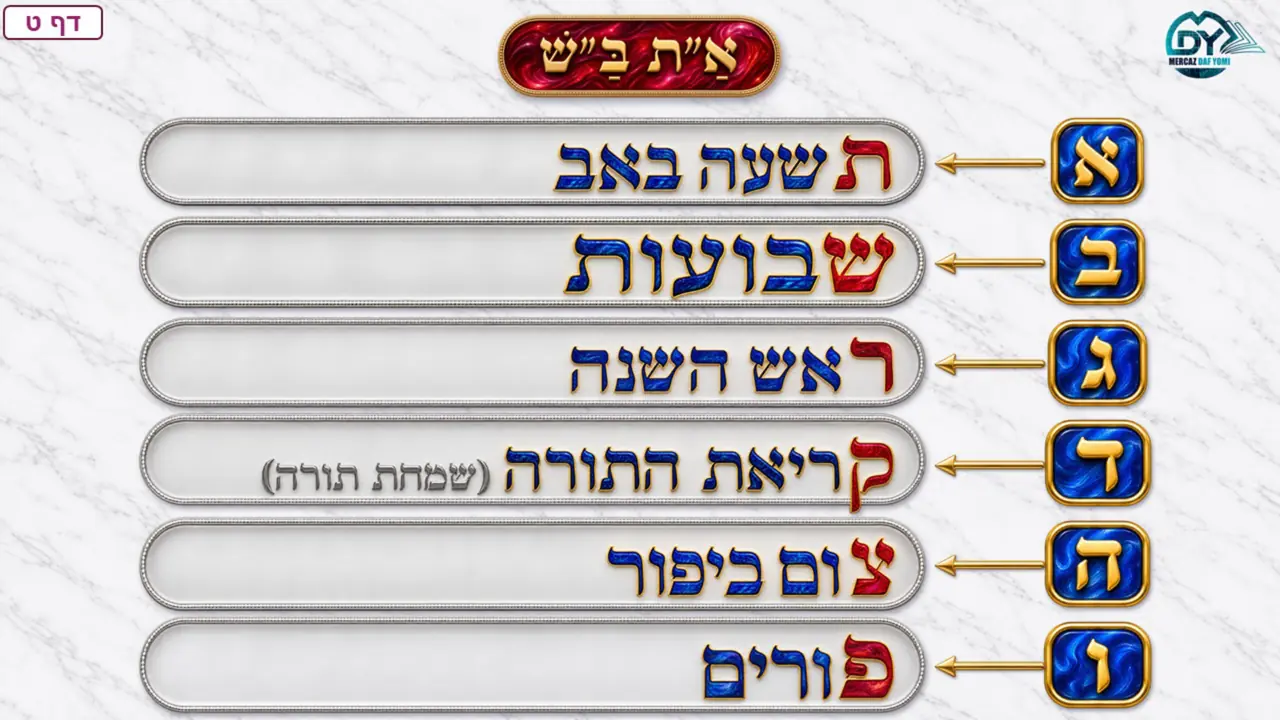 דף ט
אַ"ת בַּ"שׁ
DY
MERCAZ DAF YOMI
א תשעה באב
ב שבועות
ג ראש השנה
ד קריאת התורה (שמחת תורה)
ה צום כיפור
ו פורים